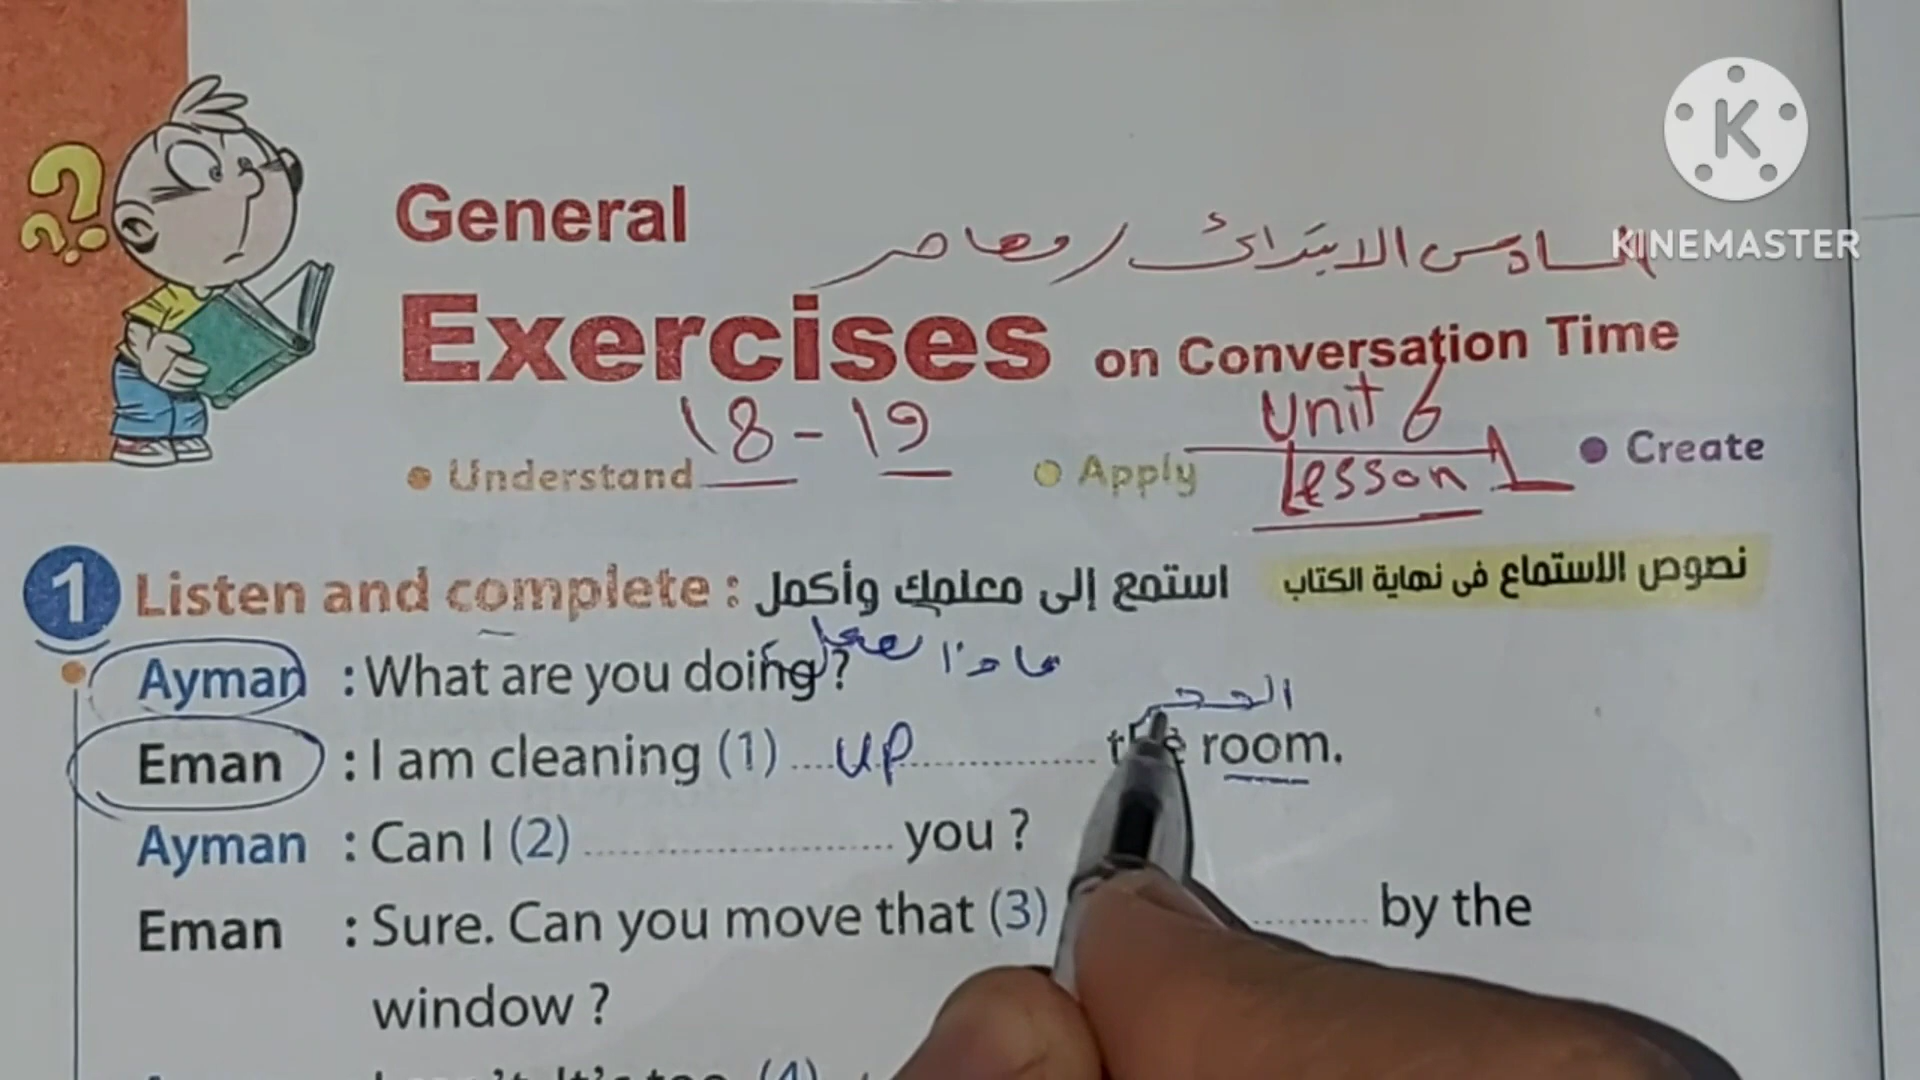 K
KINEMASTER
General
السادس الابتدائى / معاصر
Exercises on Conversation Time
18 - 19
Unit 6
Understand Apply Create
Lesson 1
1 Listen and complete : استمع إلى معلمك وأكمل نصوص الاستماع فى نهاية الكتاب
Ayman : What are you doing ?
ماذا
Eman : I am cleaning (1) .... up .............. the room.
Ayman : Can I (2) ...................... you ?
Eman : Sure. Can you move that (3) ......... by the
window ?